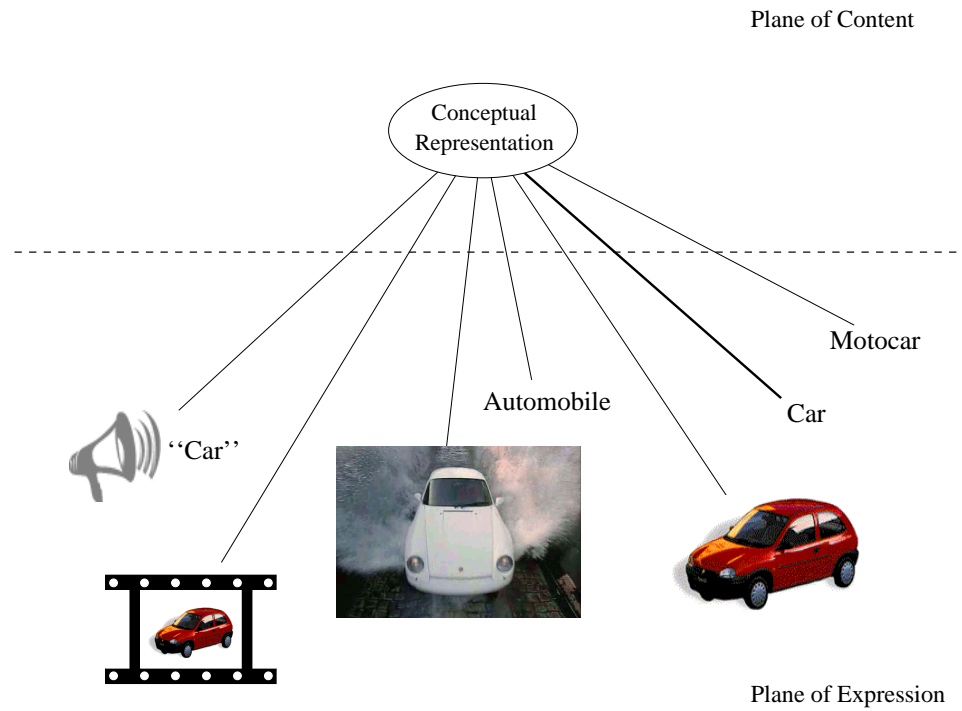 Plane of Content
Conceptual
Representation
Motocar
Automobile
Car
‘‘Car’’
Plane of Expression